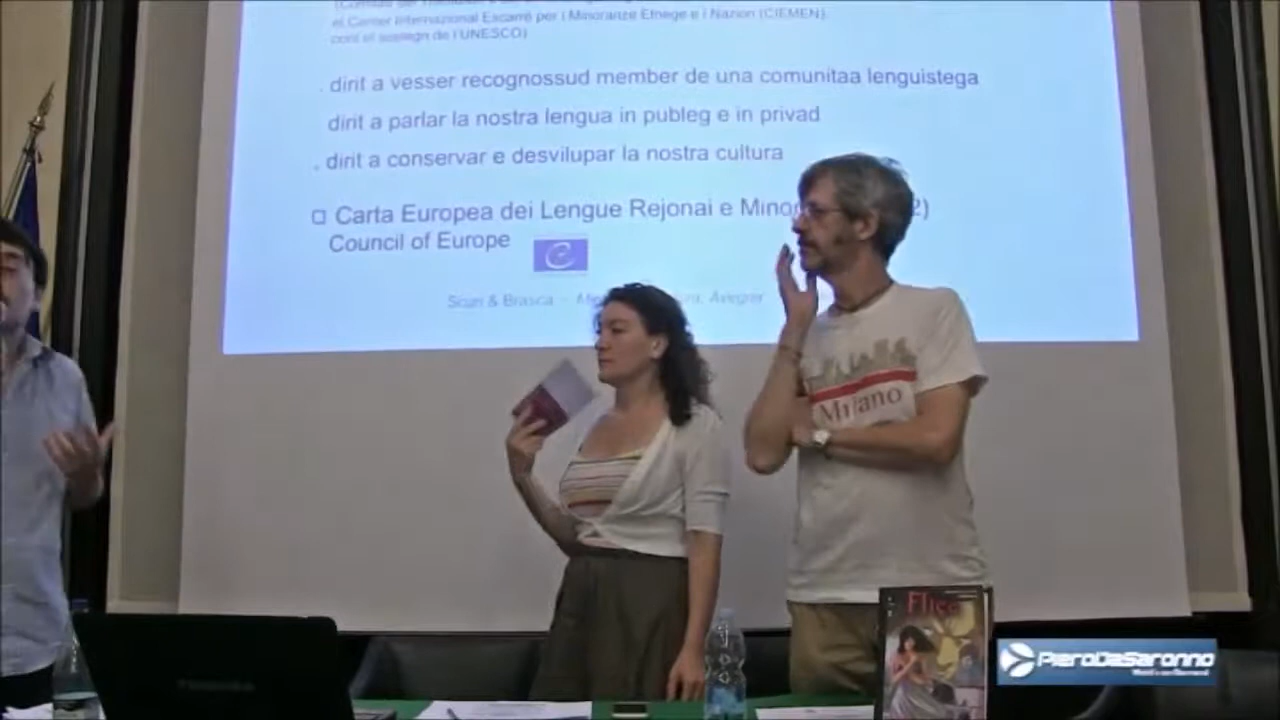 el Center Internazional Escarré per i Minoranze Etnege e i Nazion (CIEMEN),
cont el sostegn de l'UNESCO)
. dirit a vesser recognossud member de una comunitaa lenguistega
dirit a parlar la nostra lengua in publeg e in privad
. dirit a conservar e desvilupar la nostra cultura
Carta Europea dei Lengue Rejonai e Mino 2)
Council of Europe
Scuri & Brasca
Milano
PieroDaSaronno